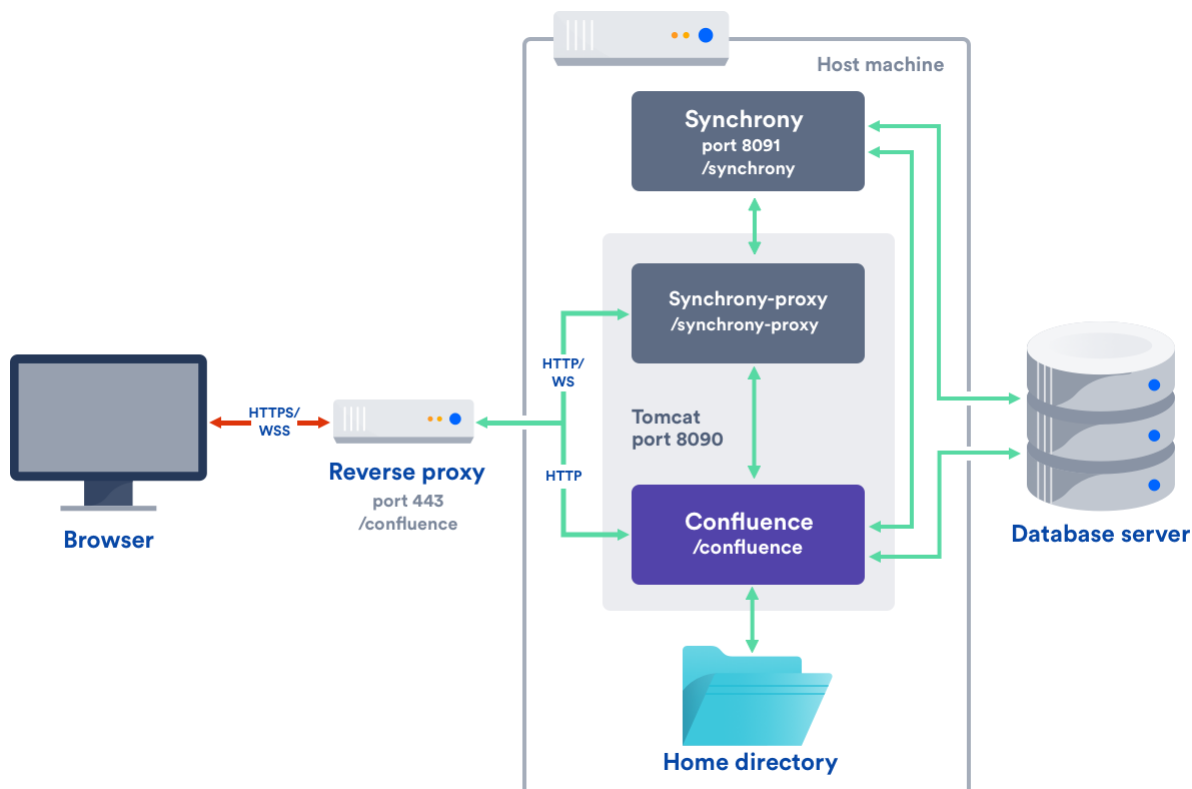 Host machine
Synchrony
port 8091
/synchrony
Synchrony-proxy
/synchrony-proxy
HTTP/
WS
HTTPS/
WSS
Tomcat
port 8090
Reverse proxy
port 443
/confluence
HTTP
Browser
Confluence
/confluence
Database server
Home directory